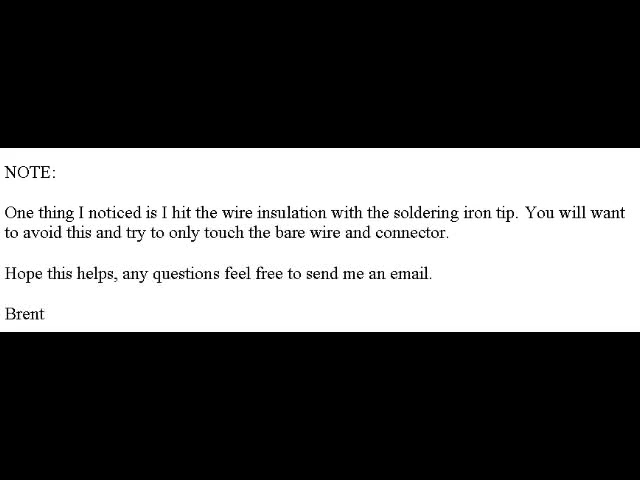 NOTE:
One thing I noticed is I hit the wire insulation with the soldering iron tip. You will want
to avoid this and try to only touch the bare wire and connector.
Hope this helps, any questions feel free to send me an email.
Brent